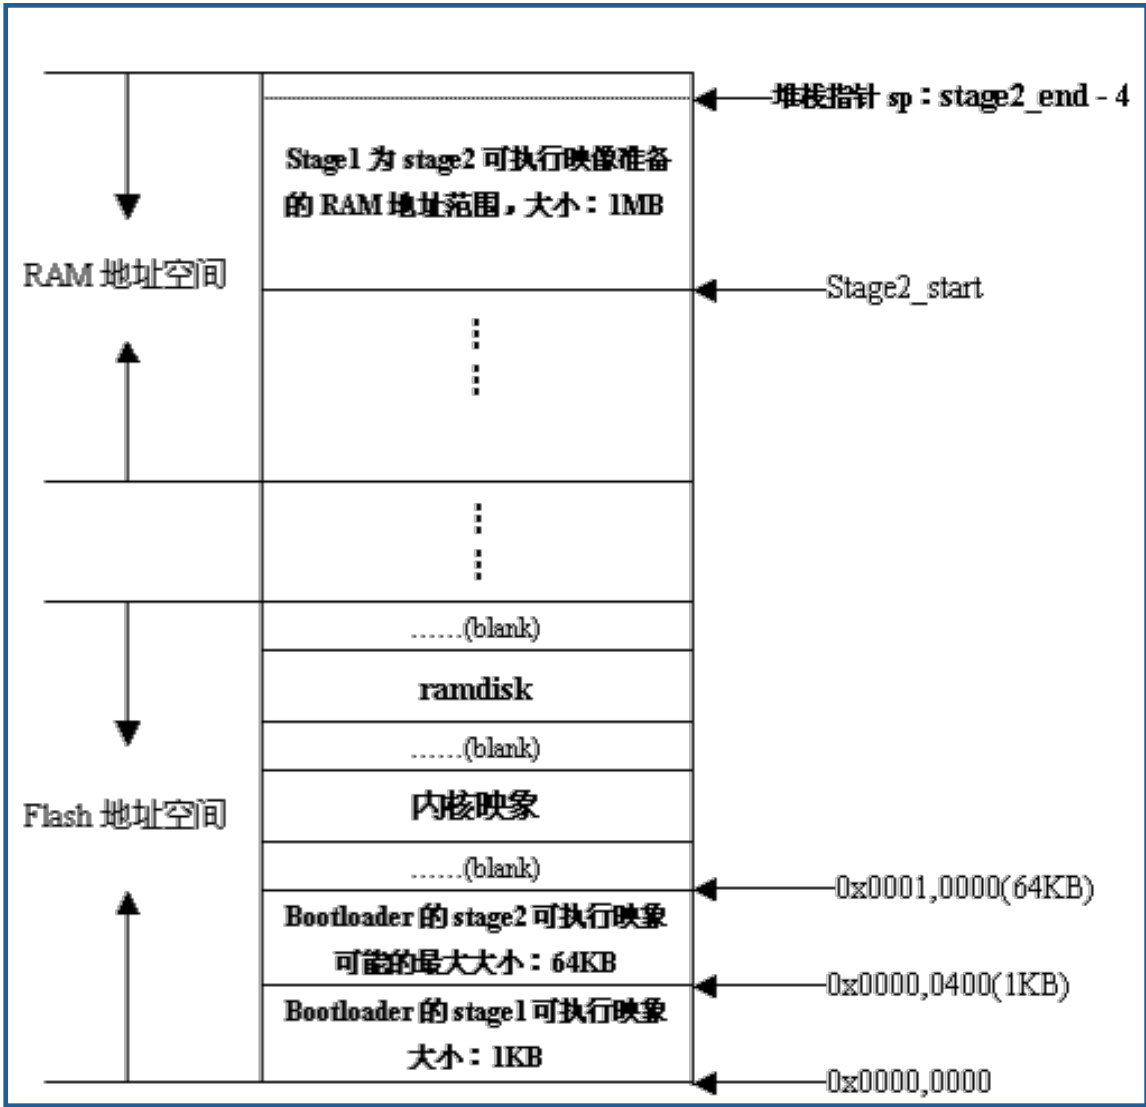 堆栈指针 sp：stage2_end - 4
Stage1 为 stage2 可执行映像准备
的 RAM 地址范围，大小：1MB
RAM 地址空间
Stage2_start
......(blank)
ramdisk
......(blank)
Flash 地址空间
内核映象
......(blank)
0x0001,0000(64KB)
Bootloader 的 stage2 可执行映象
可能的最大大小：64KB
0x0000,0400(1KB)
Bootloader 的 stage1 可执行映象
大小：1KB
0x0000,0000